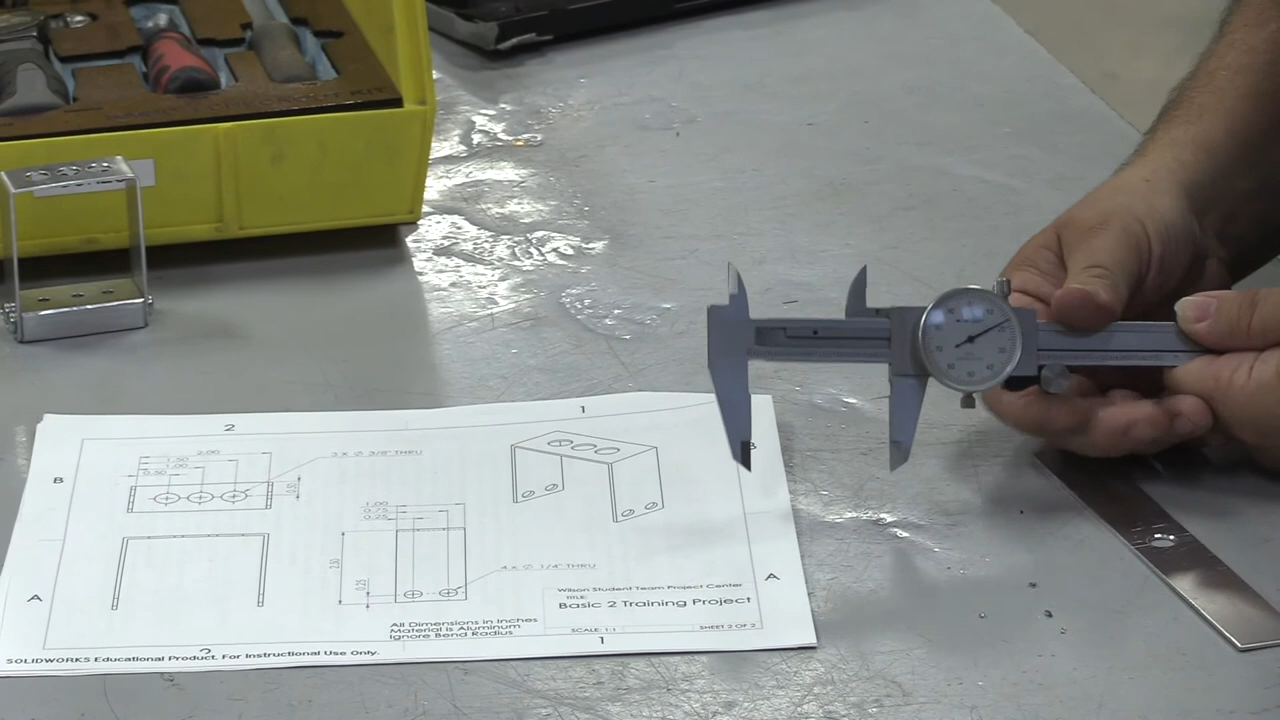 2
1
B
B
2.00
1.50
1.00
0.50
0.50
3 X Ø 3/8" THRU
1.00
0.75
0.25
2.50
0.25
4 x Ø 1/4" THRU
A
A
Wilson Student Team Project Center
TITLE:
Basic 2 Training Project
SCALE: 1:1
SHEET 2 OF 2
All Dimensions in Inches
Material is Aluminum
Ignore Bend Radius
2
1
SOLIDWORKS Educational Product. For Instructional Use Only.